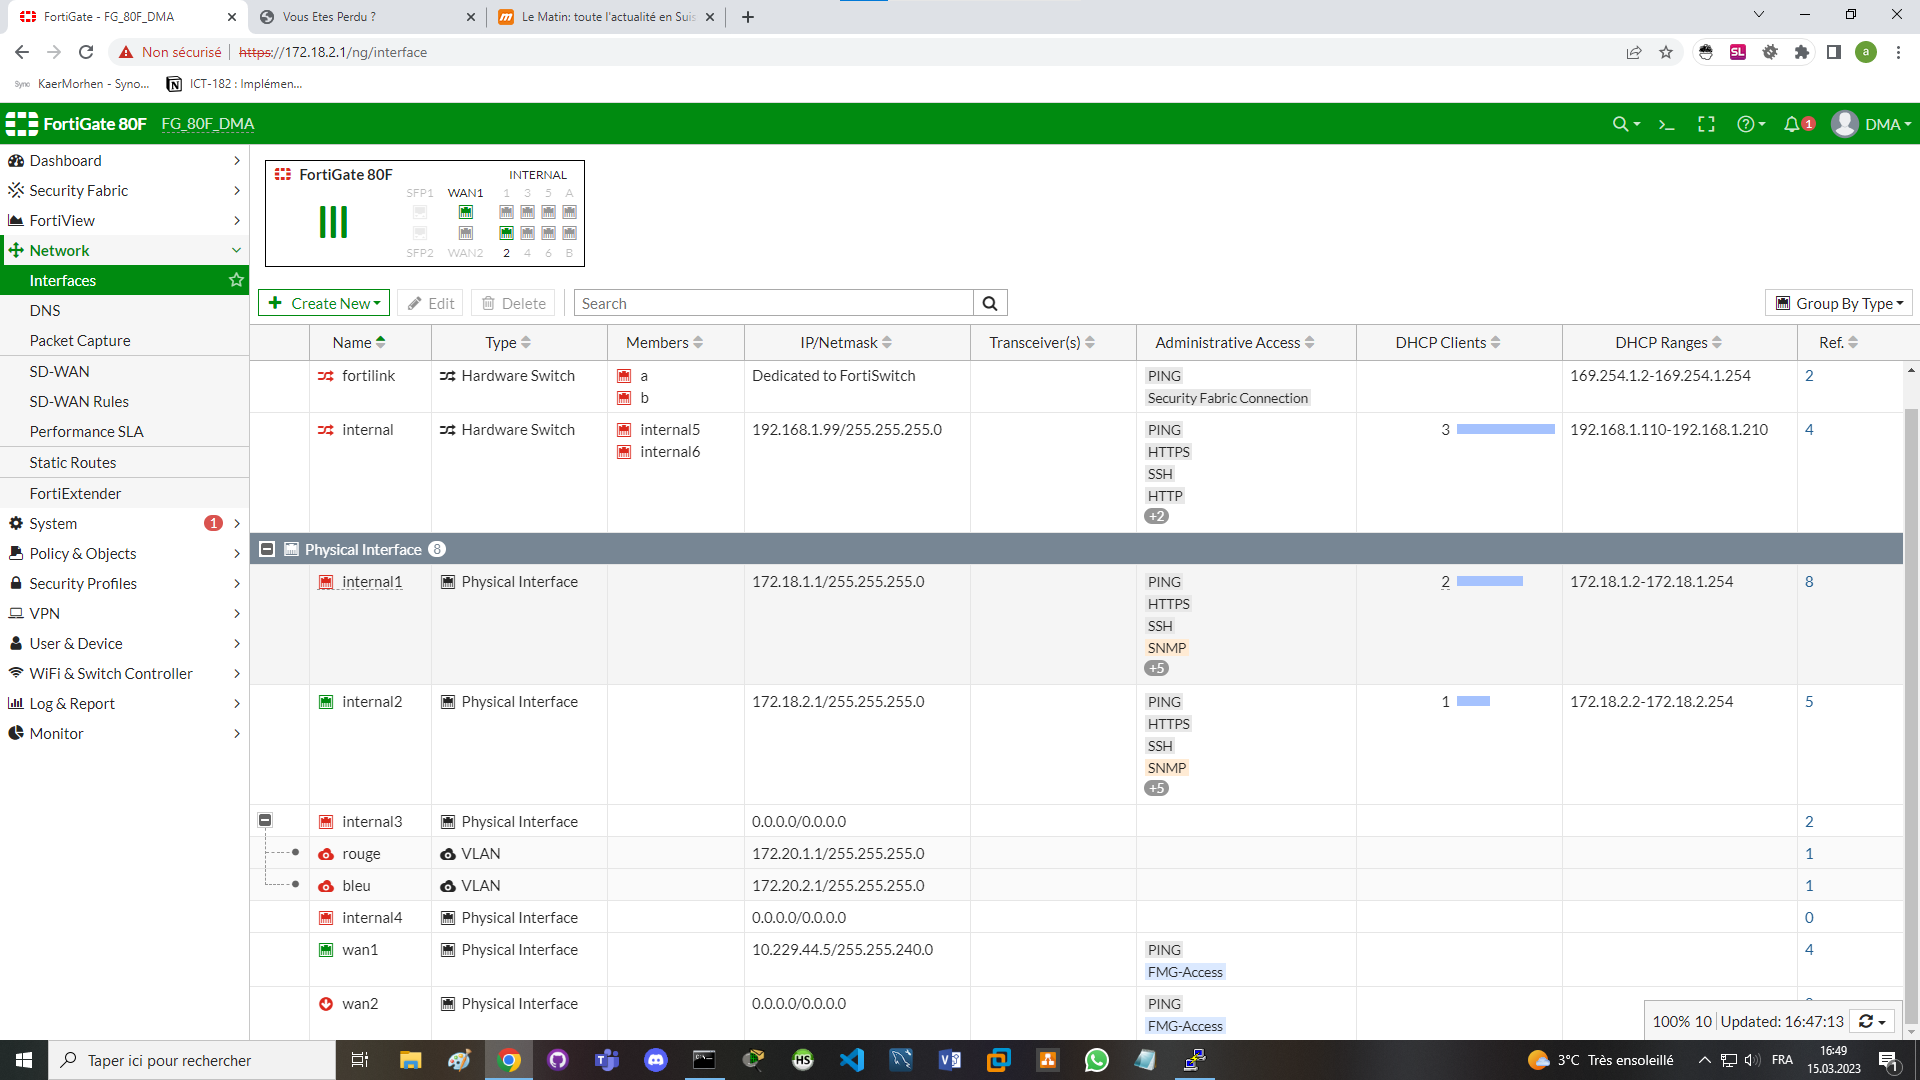 FortiGate - FG_80F_DMA
Vous Etes Perdu ?
Le Matin: toute l'actualité en Suis
Non sécurisé
https://172.18.2.1/ng/interface
SL
a
Sync
KaerMorhen - Syno...
ICT-182 : Implémen...
FortiGate 80F
FG_80F_DMA
1
DMA
Dashboard
Security Fabric
FortiView
Network
Interfaces
DNS
Packet Capture
SD-WAN
SD-WAN Rules
Performance SLA
Static Routes
FortiExtender
System 1
Policy & Objects
Security Profiles
VPN
User & Device
WiFi & Switch Controller
Log & Report
Monitor
FortiGate 80F INTERNAL
SFP1 WAN1 1 3 5 A
SFP2 WAN2 2 4 6 B
Create New Edit Delete Search Group By Type
Name Type Members IP/Netmask Transceiver(s) Administrative Access DHCP Clients DHCP Ranges Ref.
fortilink Hardware Switch a Dedicated to FortiSwitch PING 169.254.1.2-169.254.1.254 2
b Security Fabric Connection
internal Hardware Switch internal5 192.168.1.99/255.255.255.0 PING 3 192.168.1.110-192.168.1.210 4
internal6 HTTPS
SSH
HTTP
+2
Physical Interface 8
internal1 Physical Interface 172.18.1.1/255.255.255.0 PING 2 172.18.1.2-172.18.1.254 8
HTTPS
SSH
SNMP
+5
internal2 Physical Interface 172.18.2.1/255.255.255.0 PING 1 172.18.2.2-172.18.2.254 5
HTTPS
SSH
SNMP
+5
internal3 Physical Interface 0.0.0.0/0.0.0.0 2
rouge VLAN 172.20.1.1/255.255.255.0 1
bleu VLAN 172.20.2.1/255.255.255.0 1
internal4 Physical Interface 0.0.0.0/0.0.0.0 0
wan1 Physical Interface 10.229.44.5/255.255.240.0 PING 4
FMG-Access
wan2 Physical Interface 0.0.0.0/0.0.0.0 PING
FMG-Access
100% 10 Updated: 16:47:13
Taper ici pour rechercher
HS
3°C Très ensoleillé
FRA
16:49
15.03.2023
1